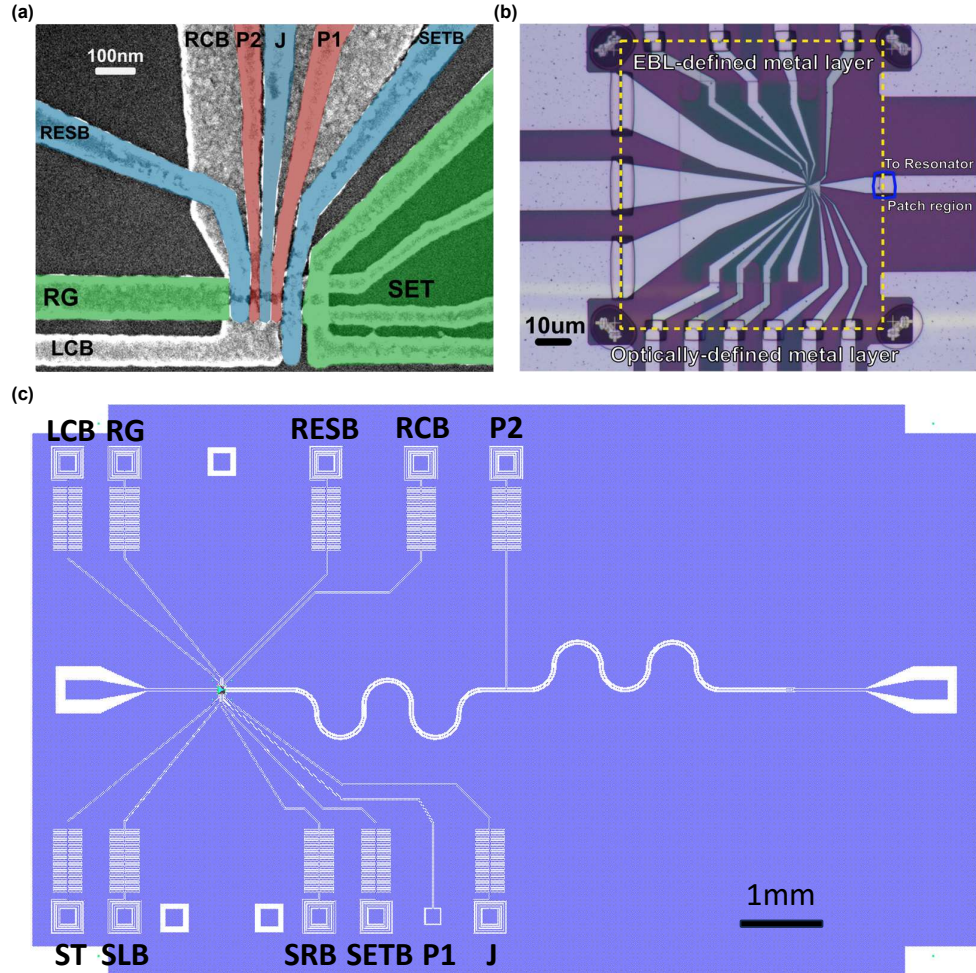 (a)
RCB P2 J P1 SETB
100nm
RESB
RG
SET
LCB
(b)
EBL-defined metal layer
To Resonator
Patch region
10um
Optically-defined metal layer
(c)
LCB RG RESB RCB P2
1mm
ST SLB SRB SETB P1 J